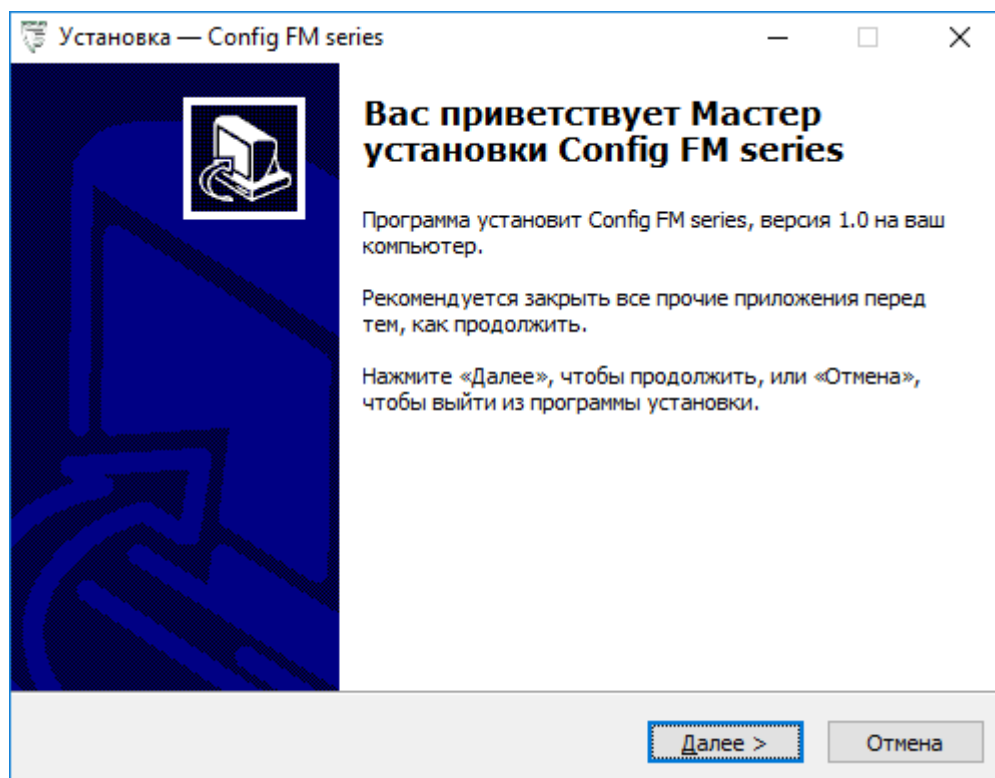 Установка — Config FM series
Вас приветствует Мастер
установки Config FM series
Программа установит Config FM series, версия 1.0 на ваш
компьютер.
Рекомендуется закрыть все прочие приложения перед
тем, как продолжить.
Нажмите «Далее», чтобы продолжить, или «Отмена»,
чтобы выйти из программы установки.
Далее >
Отмена